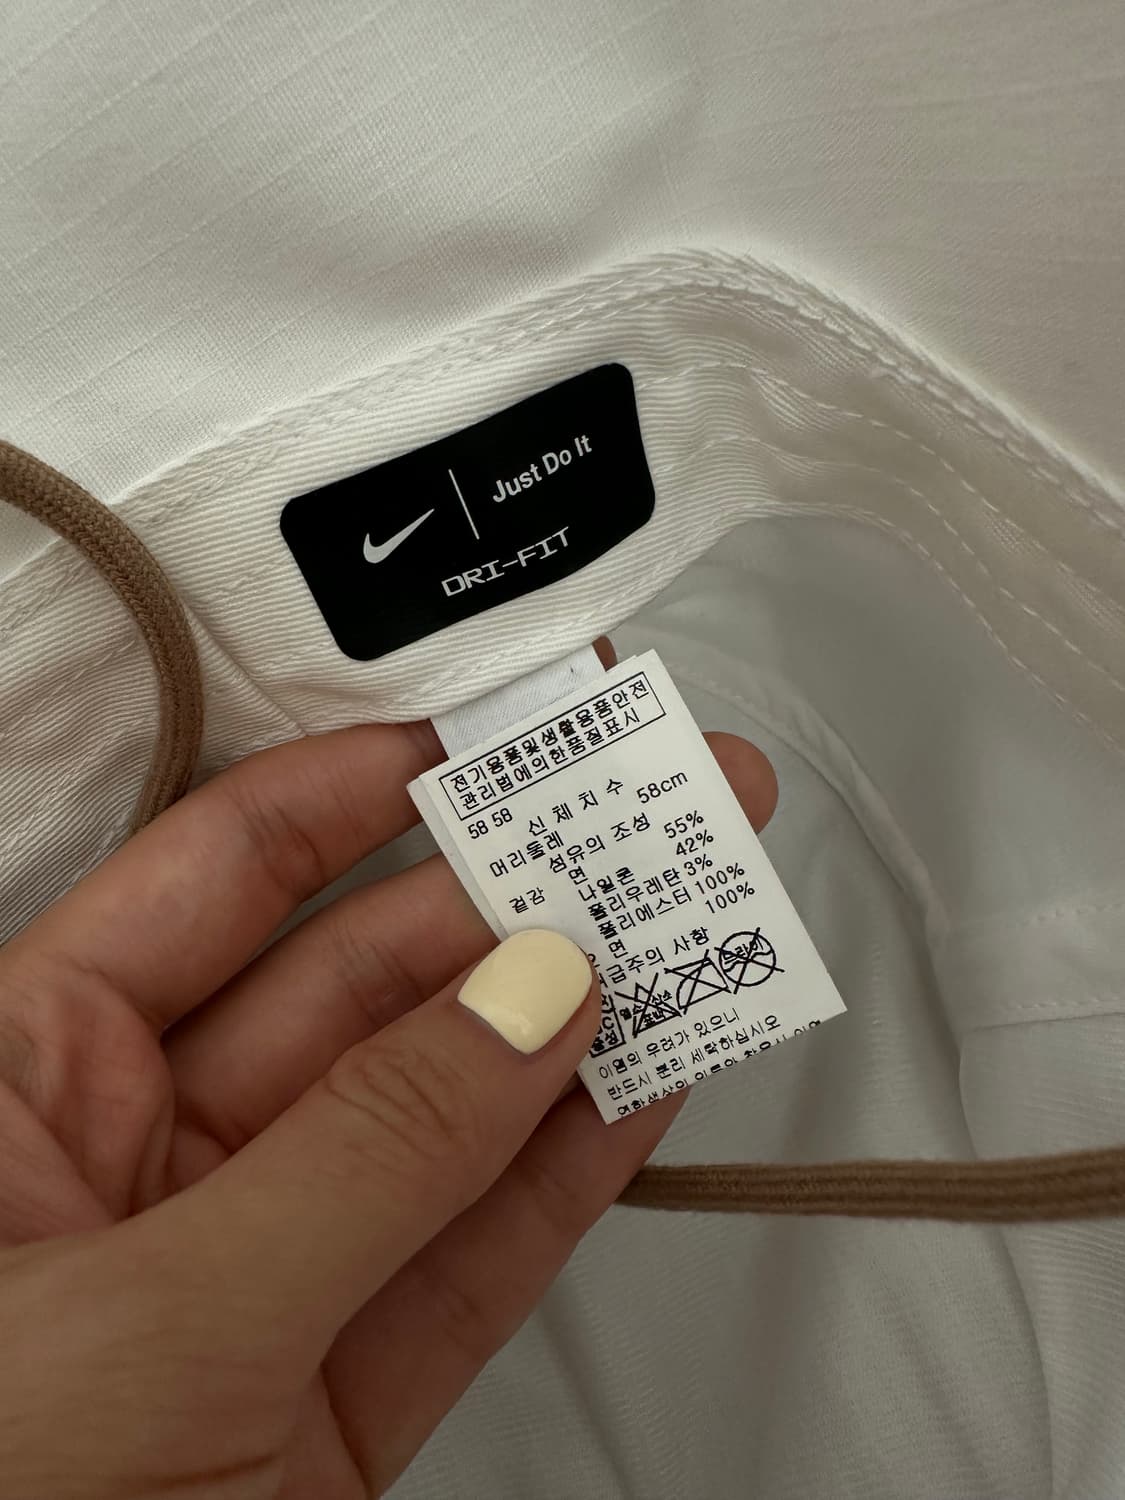 Just Do It
DRI-FIT
전기용품및생활용품안전
관리법에의한품질표시
58 58
신체치수
머리둘레 58cm
섬유의 조성
겉감 면 55%
나일론 42%
폴리우레탄 3%
폴리에스터 100%
면 100%
급주의 사항
드라이
이염의 우려가 있으니
반드시 분리 세탁하십시오